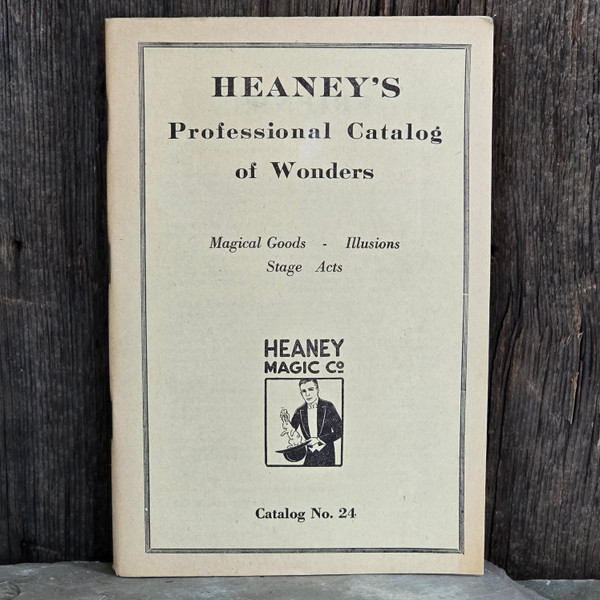 HEANEY'S
Professional Catalog
of Wonders
Magical Goods - Illusions
Stage Acts
HEANEY
MAGIC Co
Catalog No. 24